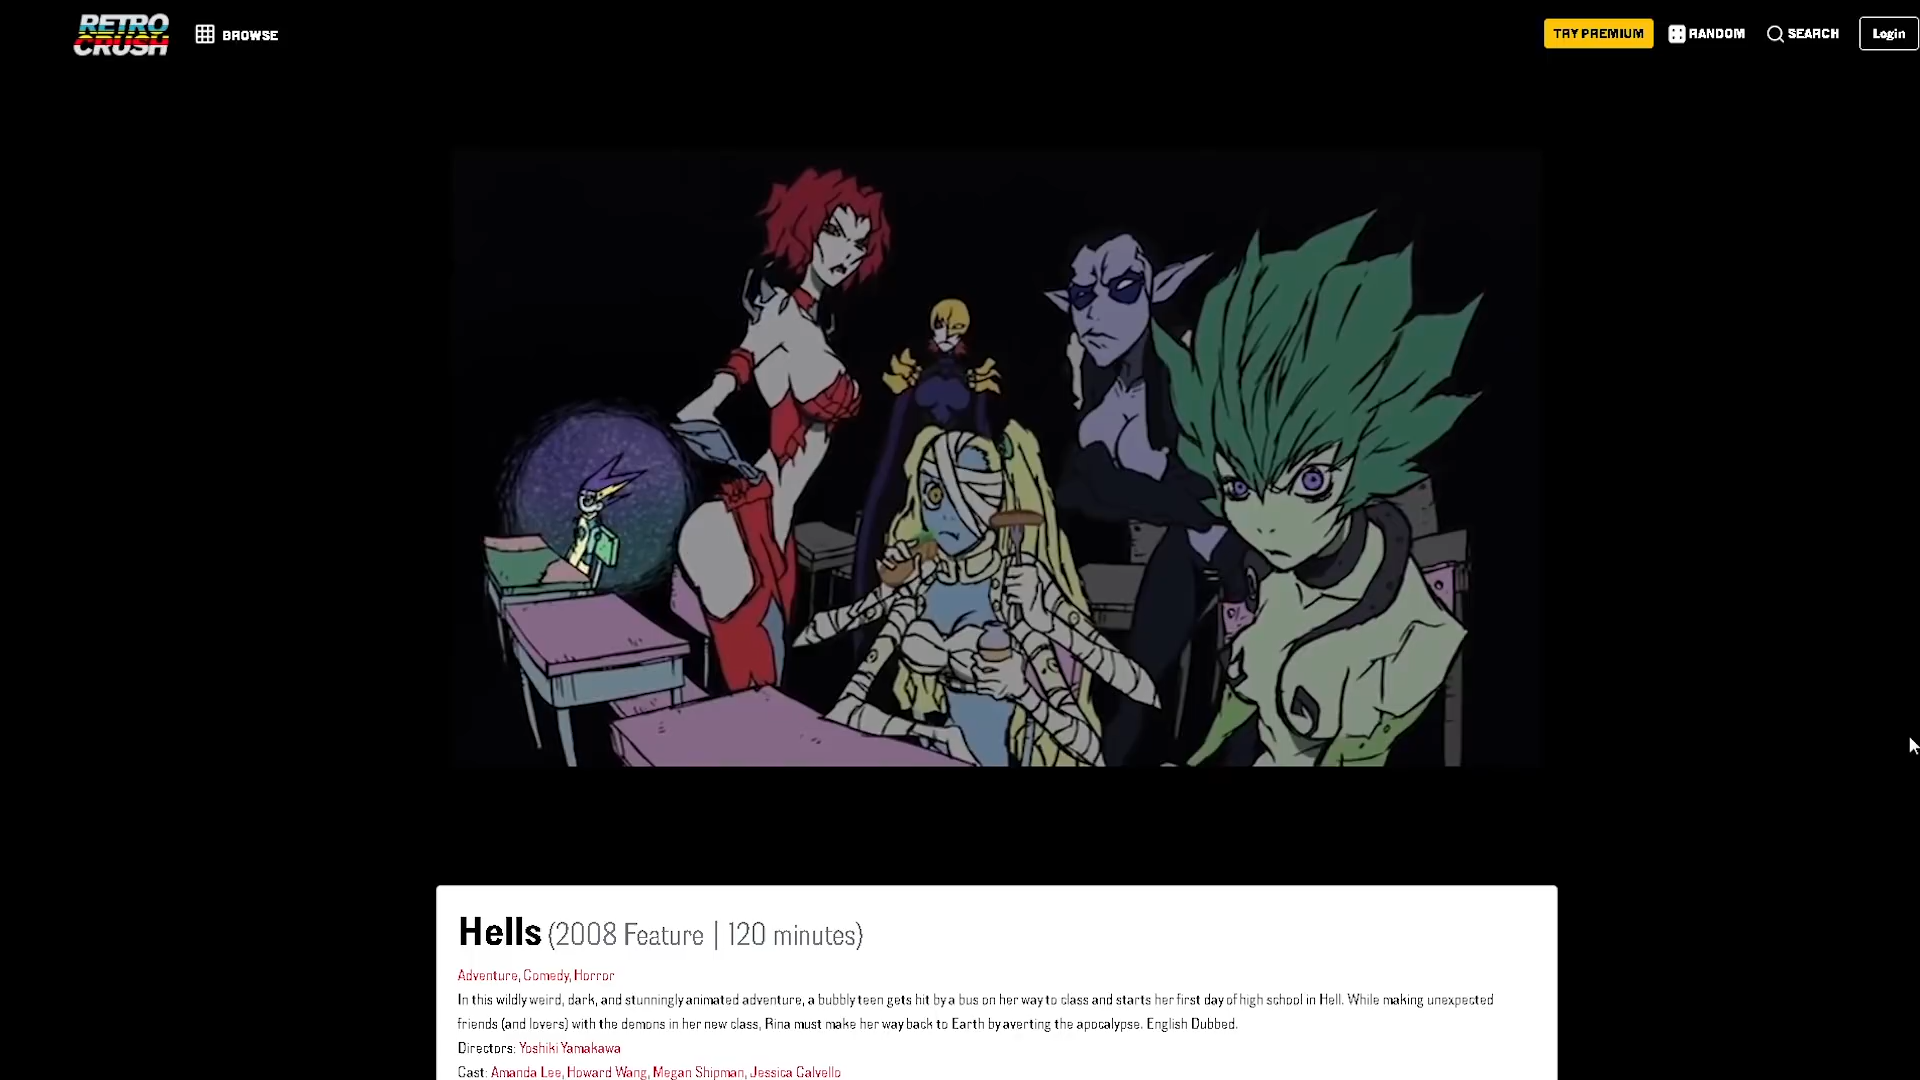 RETRO
CRUSH
BROWSE
TRY PREMIUM
RANDOM
SEARCH
Login
Hells (2008 Feature | 120 minutes)
Adventure, Comedy, Horror
In this wildly weird, dark, and stunningly animated adventure, a bubbly teen gets hit by a bus on her way to class and starts her first day of high school in Hell. While making unexpected
friends (and lovers) with the demons in her new class, Rina must make her way back to Earth by averting the apocalypse. English Dubbed.
Directors: Yoshiki Yamakawa
Cast: Amanda Lee, Howard Wang, Megan Shipman, Jessica Calvello